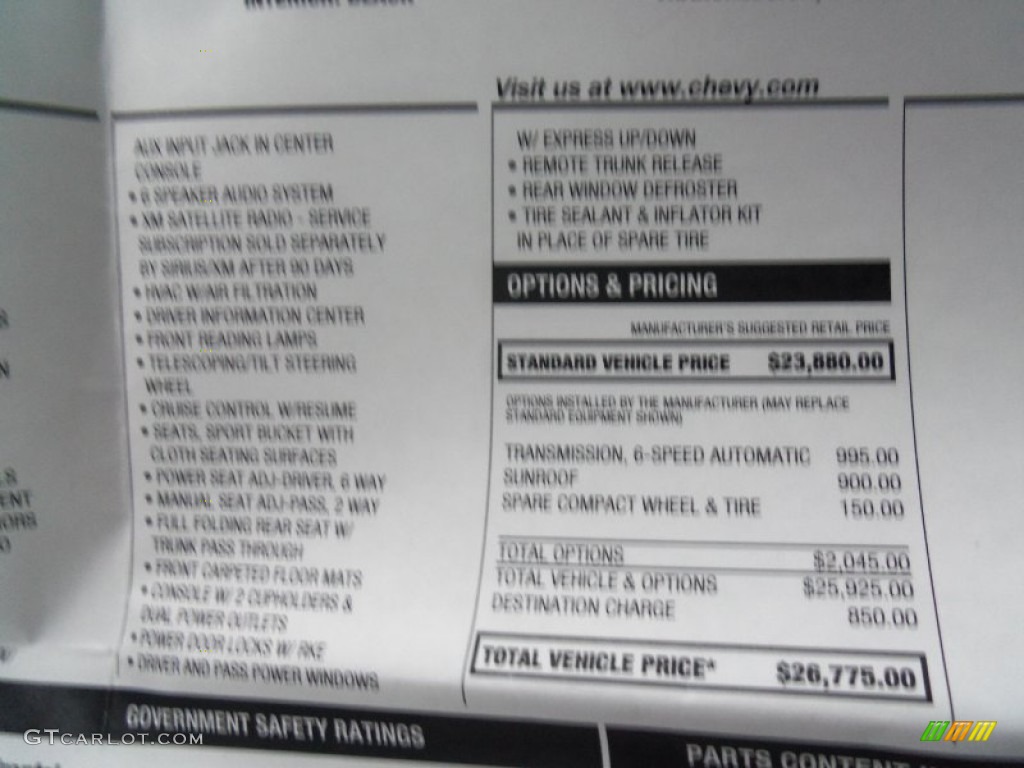 Visit us at www.chevy.com
AUX INPUT JACK IN CENTER
CONSOLE
• 6 SPEAKER AUDIO SYSTEM
• XM SATELLITE RADIO - SERVICE
SUBSCRIPTION SOLD SEPARATELY
BY SIRIUS/XM AFTER 90 DAYS
• HVAC W/AIR FILTRATION
• DRIVER INFORMATION CENTER
• FRONT READING LAMPS
• TELESCOPING/TILT STEERING
WHEEL
• CRUISE CONTROL W/RESUME
• SEATS, SPORT BUCKET WITH
CLOTH SEATING SURFACES
• POWER SEAT ADJ-DRIVER, 6 WAY
• MANUAL SEAT ADJ-PASS, 2 WAY
• FULL FOLDING REAR SEAT W/
TRUNK PASS THROUGH
• FRONT CARPETED FLOOR MATS
• CONSOLE W/ 2 CUPHOLDERS &
DUAL POWER OUTLETS
• POWER DOOR LOCKS W/ RKE
• DRIVER AND PASS POWER WINDOWS
W/ EXPRESS UP/DOWN
• REMOTE TRUNK RELEASE
• REAR WINDOW DEFROSTER
• TIRE SEALANT & INFLATOR KIT
IN PLACE OF SPARE TIRE
OPTIONS & PRICING
MANUFACTURER'S SUGGESTED RETAIL PRICE
STANDARD VEHICLE PRICE $23,880.00
OPTIONS INSTALLED BY THE MANUFACTURER (MAY REPLACE
STANDARD EQUIPMENT SHOWN)
TRANSMISSION, 6-SPEED AUTOMATIC 995.00
SUNROOF 900.00
SPARE COMPACT WHEEL & TIRE 150.00
TOTAL OPTIONS $2,045.00
TOTAL VEHICLE & OPTIONS $25,925.00
DESTINATION CHARGE 850.00
TOTAL VEHICLE PRICE* $26,775.00
GOVERNMENT SAFETY RATINGS
PARTS CONTENT
GTCARLOT.COM